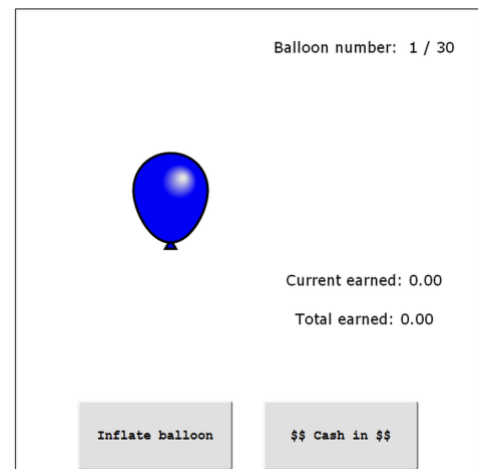 Balloon number: 1 / 30
Current earned: 0.00
Total earned: 0.00
Inflate balloon
$$ Cash in $$